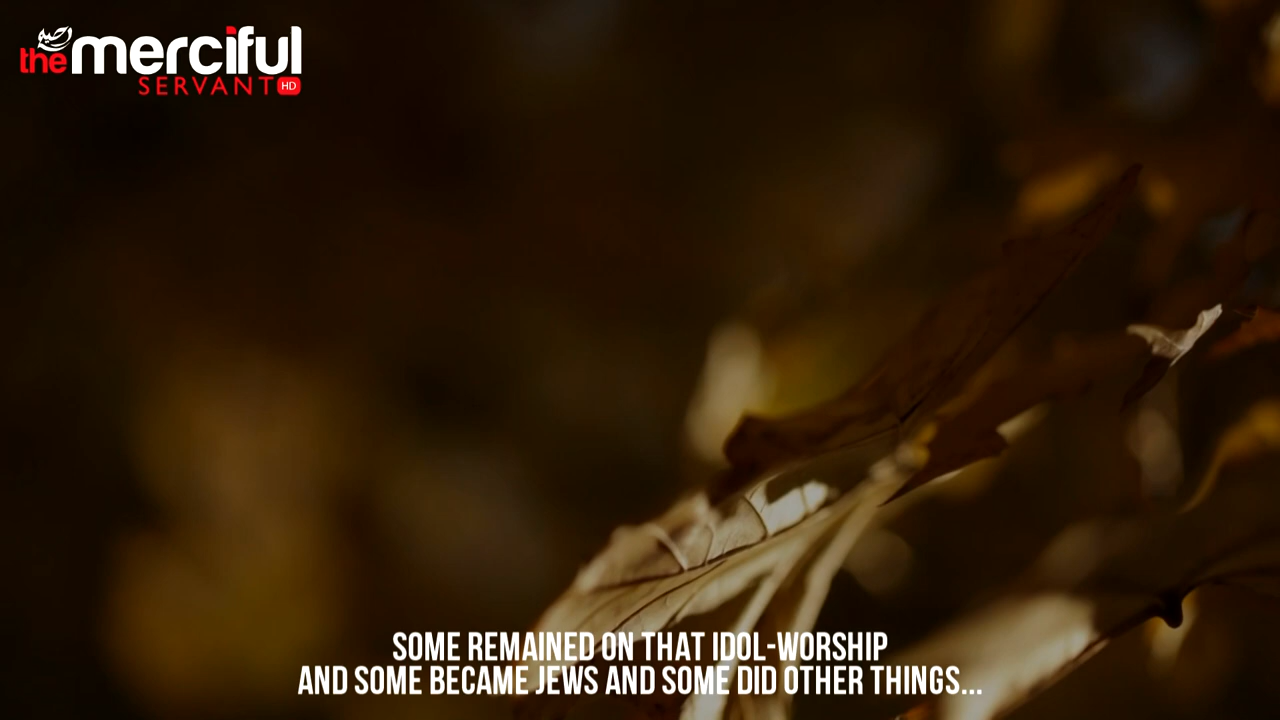 the merciful
SERVANT HD
SOME REMAINED ON THAT IDOL-WORSHIP
AND SOME BECAME JEWS AND SOME DID OTHER THINGS...